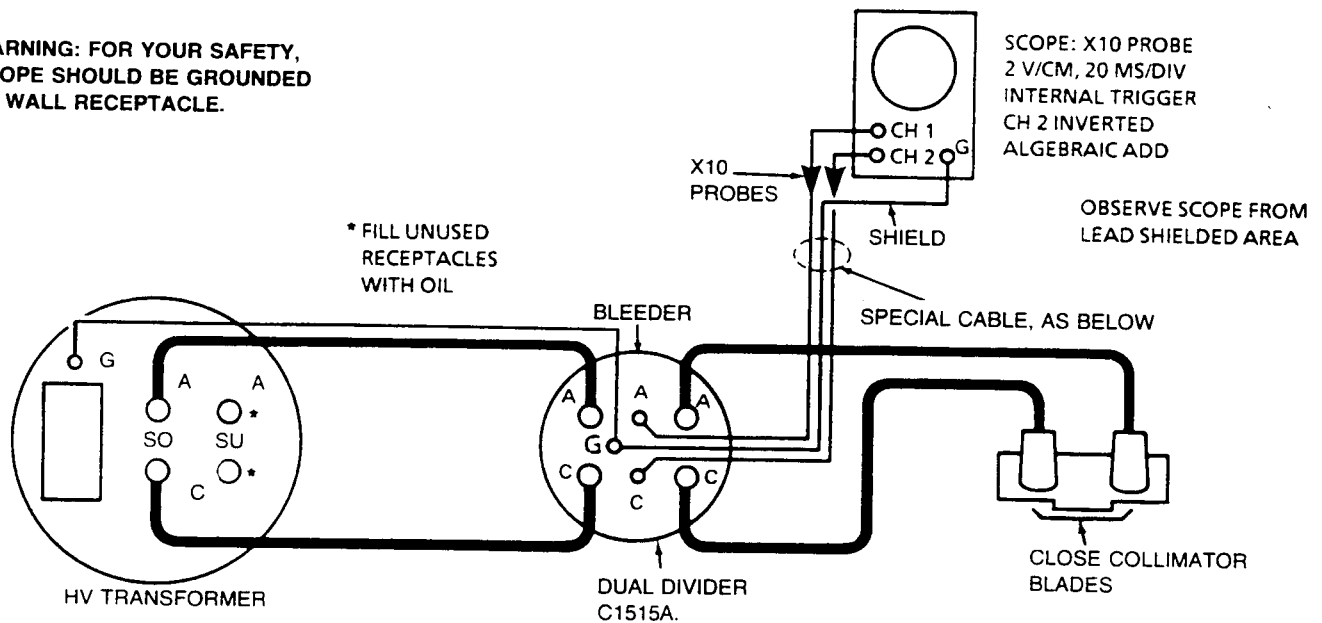 ARNING: FOR YOUR SAFETY,
OPE SHOULD BE GROUNDED
WALL RECEPTACLE.
SCOPE: X10 PROBE
2 V/CM, 20 MS/DIV
INTERNAL TRIGGER
CH 2 INVERTED
ALGEBRAIC ADD
CH 1
CH 2
G
X10
PROBES
SHIELD
OBSERVE SCOPE FROM
LEAD SHIELDED AREA
* FILL UNUSED
RECEPTACLES
WITH OIL
BLEEDER
SPECIAL CABLE, AS BELOW
G
A
A
*
SO
SU
*
C
A
A
A
G
C
C
C
CLOSE COLLIMATOR
BLADES
HV TRANSFORMER
DUAL DIVIDER
C1515A.